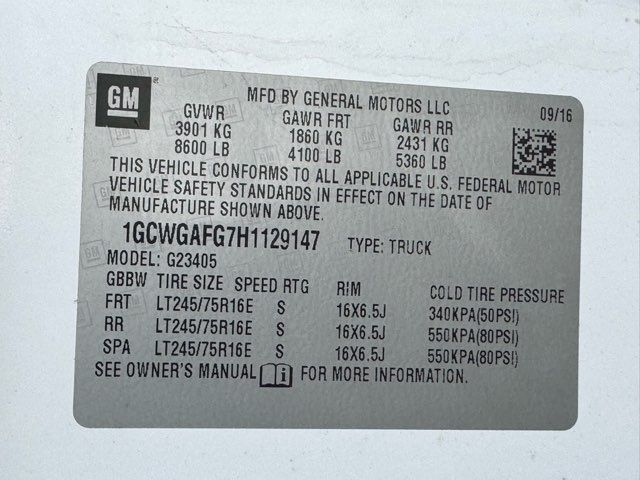 GM
MFD BY GENERAL MOTORS LLC
09/16
GVWR GAWR FRT GAWR RR
3901 KG 1860 KG 2431 KG
8600 LB 4100 LB 5360 LB
THIS VEHICLE CONFORMS TO ALL APPLICABLE U.S. FEDERAL MOTOR
VEHICLE SAFETY STANDARDS IN EFFECT ON THE DATE OF
MANUFACTURE SHOWN ABOVE.
1GCWGAFG7H1129147 TYPE: TRUCK
MODEL: G23405
GBBW TIRE SIZE SPEED RTG RIM COLD TIRE PRESSURE
FRT LT245/75R16E S 16X6.5J 340KPA(50PSI)
RR LT245/75R16E S 16X6.5J 550KPA(80PSI)
SPA LT245/75R16E S 16X6.5J 550KPA(80PSI)
SEE OWNER'S MANUAL FOR MORE INFORMATION.